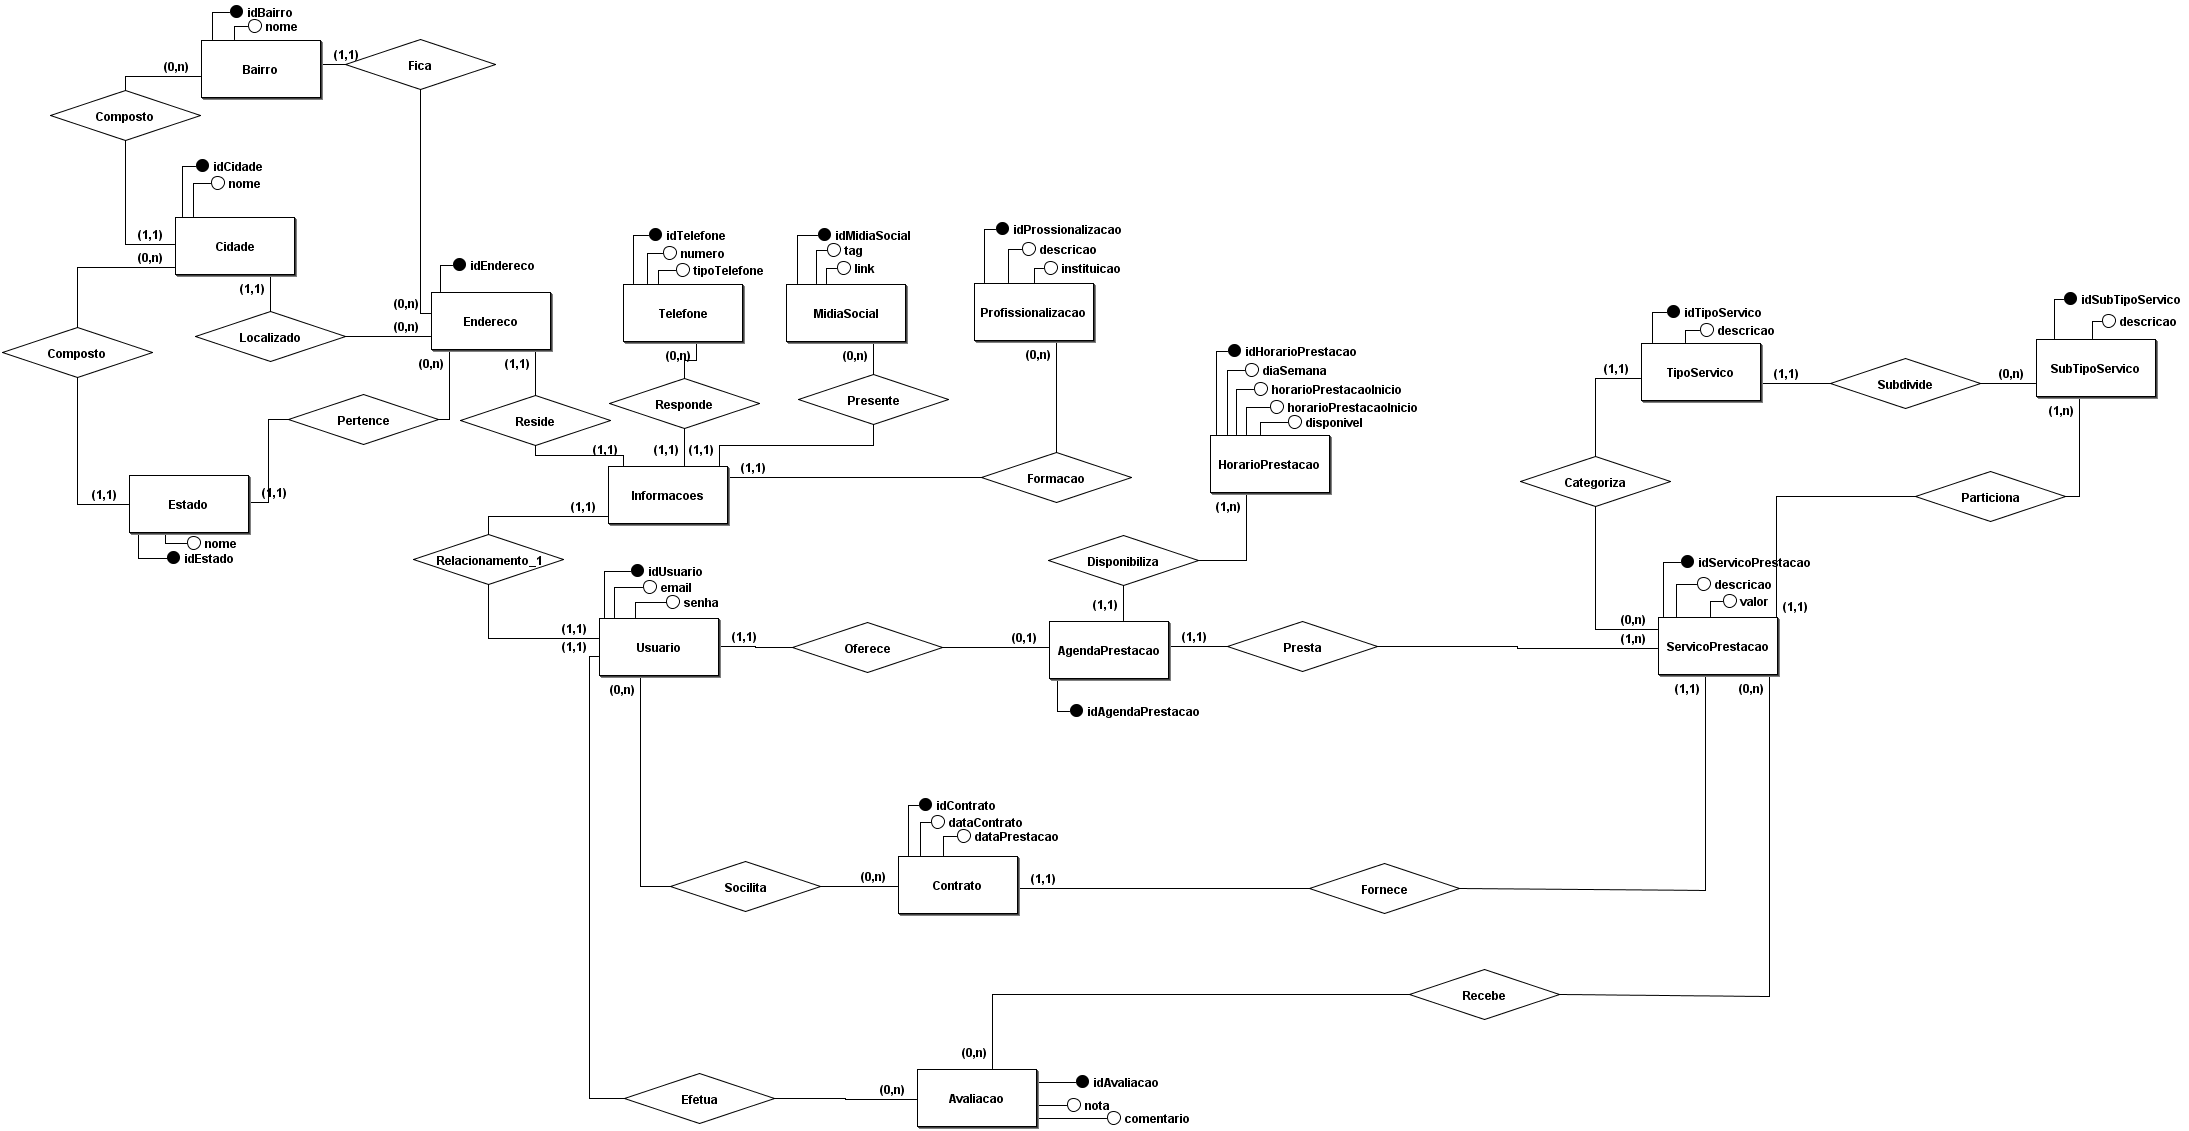 idBairro
nome
Bairro
(0,n)
(1,1)
Fica
Composto
idCidade
nome
Cidade
(1,1)
(0,n)
(1,1)
Localizado
Composto
(1,1)
Estado
(1,1)
nome
idEstado
Pertence
idEndereco
Endereco
(0,n)
(0,n)
(0,n)
(1,1)
Reside
(1,1)
idTelefone
numero
tipoTelefone
Telefone
(0,n)
Responde
(1,1)
idMidiaSocial
tag
link
MidiaSocial
(0,n)
Presente
(1,1)
idProssionalizacao
descricao
instituicao
Profissionalizacao
(0,n)
Formacao
(1,1)
Informacoes
(1,1)
Relacionamento_1
(1,1)
(1,1)
idUsuario
email
senha
Usuario
(1,1)
(0,n)
Oferece
(0,1)
idHorarioPrestacao
diaSemana
horarioPrestacaoInicio
horarioPrestacaoInicio
disponivel
HorarioPrestacao
(1,n)
Disponibiliza
(1,1)
AgendaPrestacao
idAgendaPrestacao
(1,1)
Presta
(1,n)
(0,n)
idTipoServico
descricao
TipoServico
(1,1)
(1,1)
Categoriza
Subdivide
(0,n)
idSubTipoServico
descricao
SubTipoServico
(1,n)
Particiona
(1,1)
idServicoPrestacao
descricao
valor
ServicoPrestacao
(1,1)
(0,n)
idContrato
dataContrato
dataPrestacao
Socilita
(0,n)
Contrato
(1,1)
Fornece
Recebe
(0,n)
Efetua
(0,n)
Avaliacao
idAvaliacao
nota
comentario